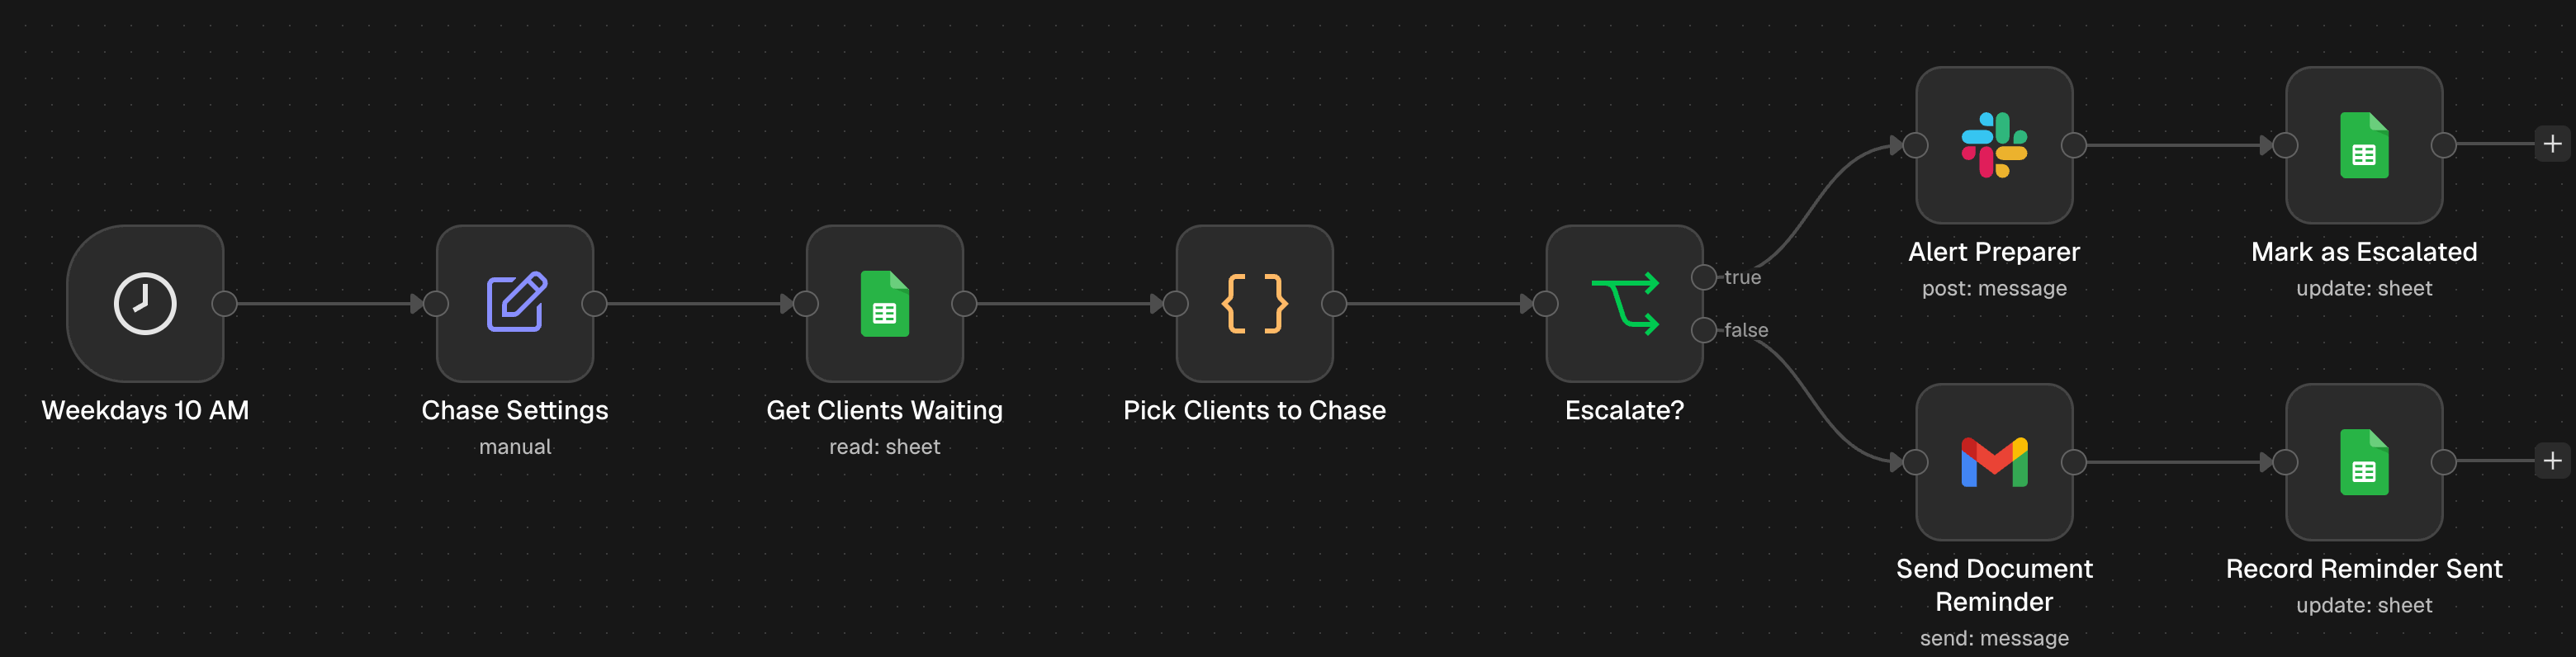 Weekdays 10 AM
Chase Settings
manual
Get Clients Waiting
read: sheet
Pick Clients to Chase
Escalate?
true
false
Alert Preparer
post: message
Mark as Escalated
update: sheet
Send Document
Reminder
send: message
Record Reminder Sent
update: sheet